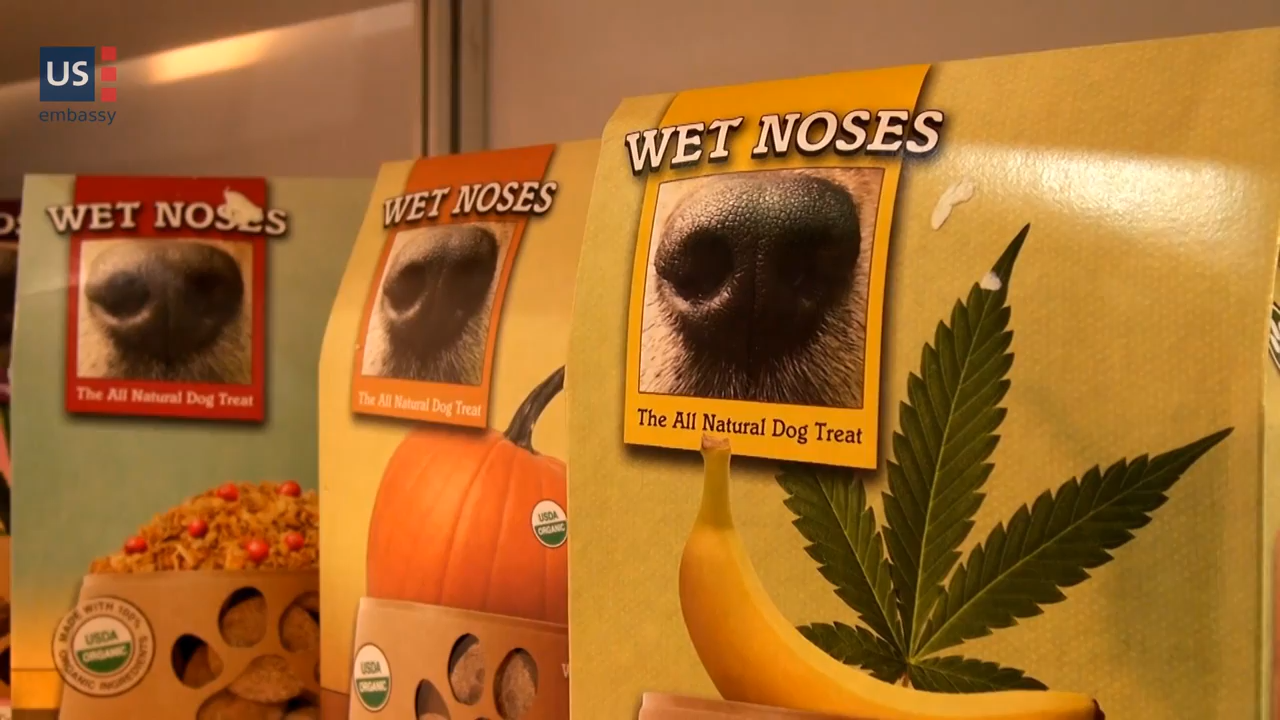 US
embassy
WET NOSES
The All Natural Dog Treat
MADE WITH 100%
USDA
ORGANIC
ORGANIC INGREDIENTS
WET NOSES
The All Natural Dog Treat
USDA
ORGANIC
USDA
ORGANIC
WET NOSES
The All Natural Dog Treat